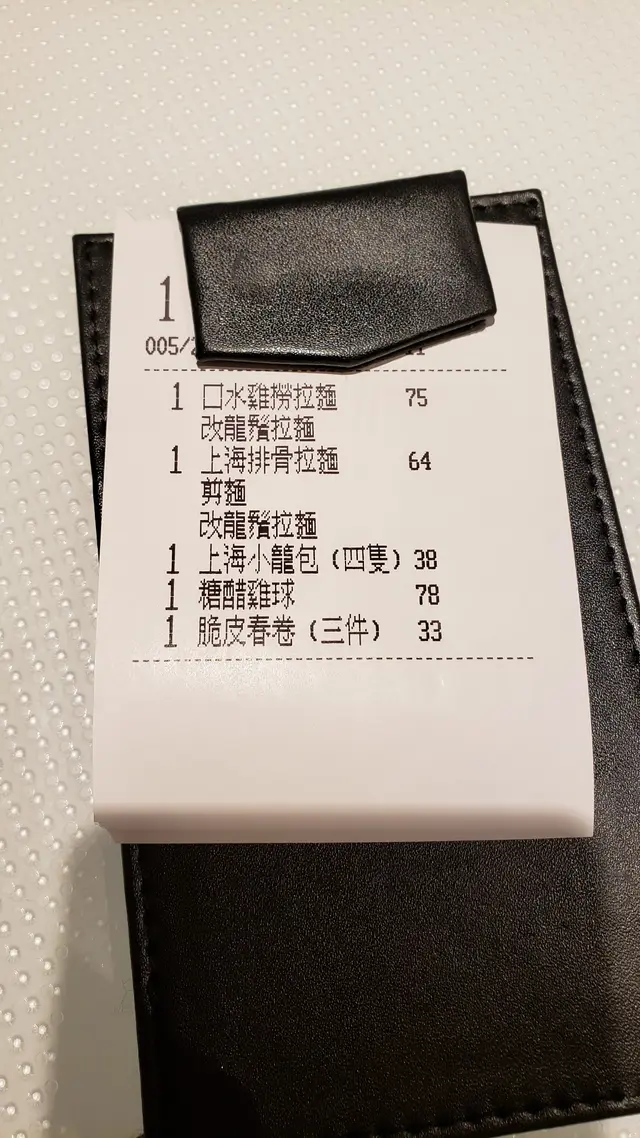 1
005/2
1 口水雞撈拉麵 75
改龍鬚拉麵
1 上海排骨拉麵 64
剪麵
改龍鬚拉麵
1 上海小籠包 (四隻) 38
1 糖醋雞球 78
1 脆皮春卷 (三件) 33